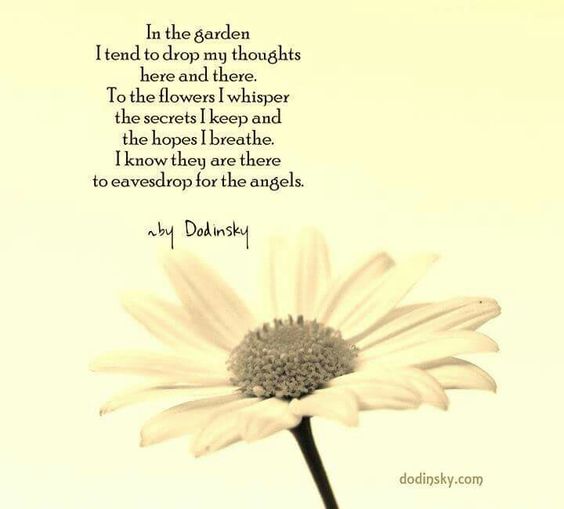 In the garden
I tend to drop my thoughts
here and there.
To the flowers I whisper
the secrets I keep and
the hopes I breathe.
I know they are there
to eavesdrop for the angels.
~by Dodinsky
dodinsky.com